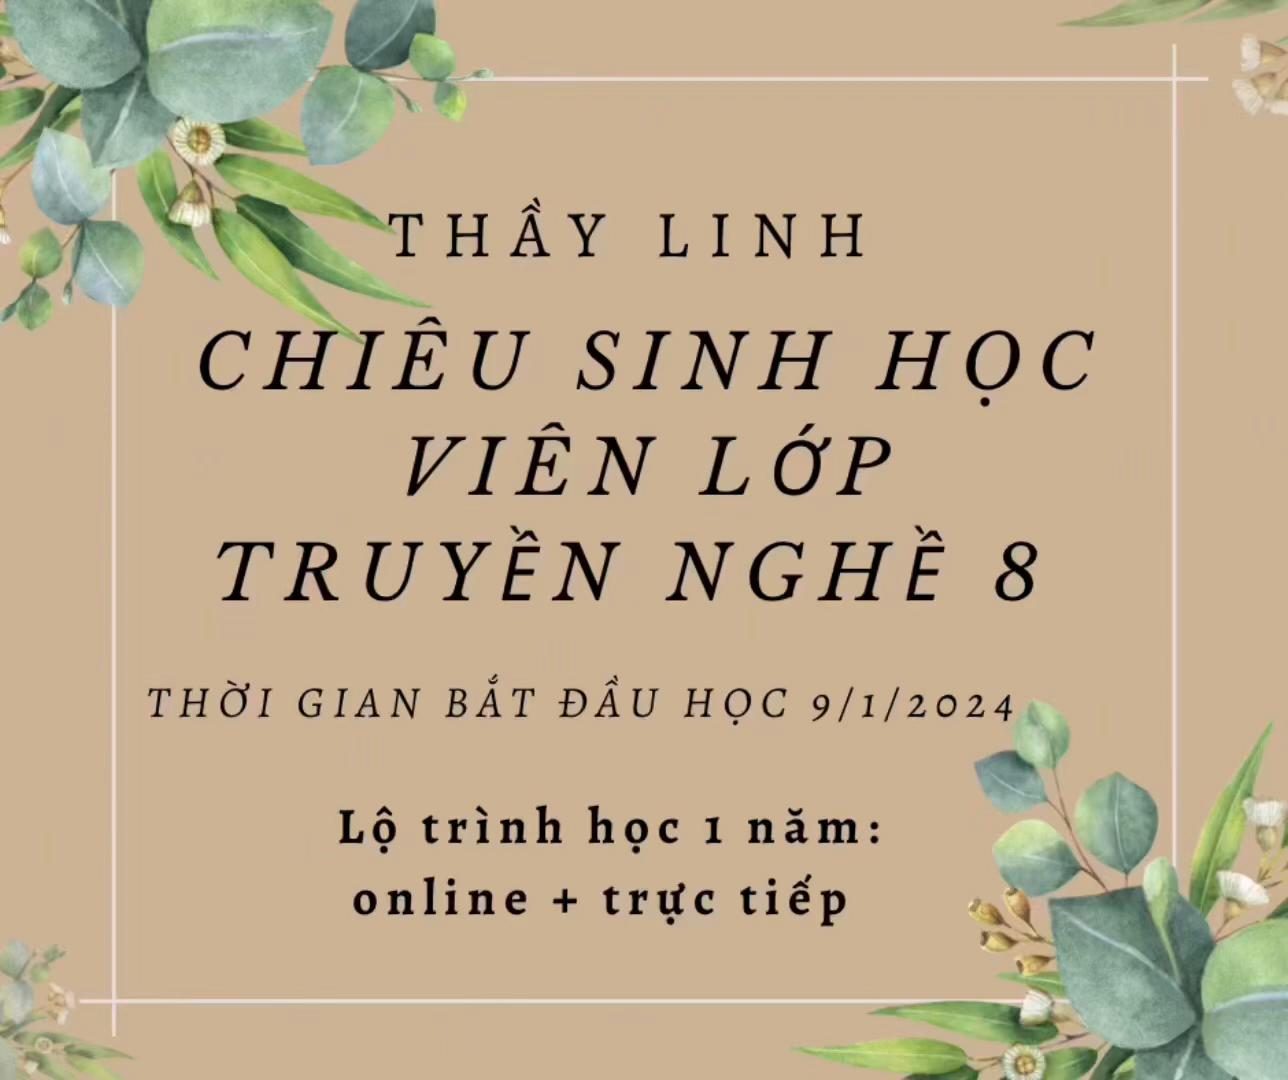 THẦY LINH
CHIÊU SINH HỌC
VIÊN LỚP
TRUYỀN NGHỀ 8
THỜI GIAN BẮT ĐẦU HỌC 9/1/2024
Lộ trình học 1 năm:
online + trực tiếp